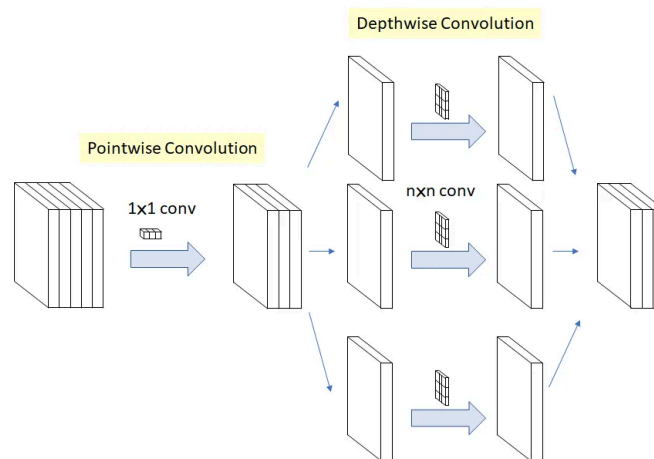 Depthwise Convolution
Pointwise Convolution
1x1 conv
nxn conv